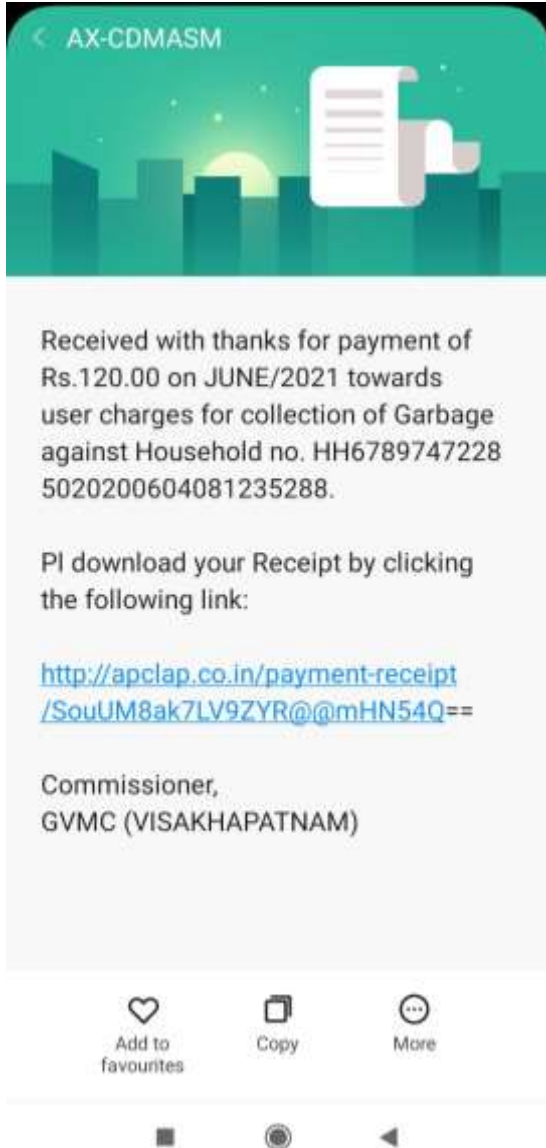 AX-CDMASM
Received with thanks for payment of
Rs.120.00 on JUNE/2021 towards
user charges for collection of Garbage
against Household no. HH6789747228
5020200604081235288.
Pl download your Receipt by clicking
the following link:
http://apclap.co.in/payment-receipt
/SouUM8ak7LV9ZYR@@mHN54Q==
Commissioner,
GVMC (VISAKHAPATNAM)
Add to
favourites
Copy
More